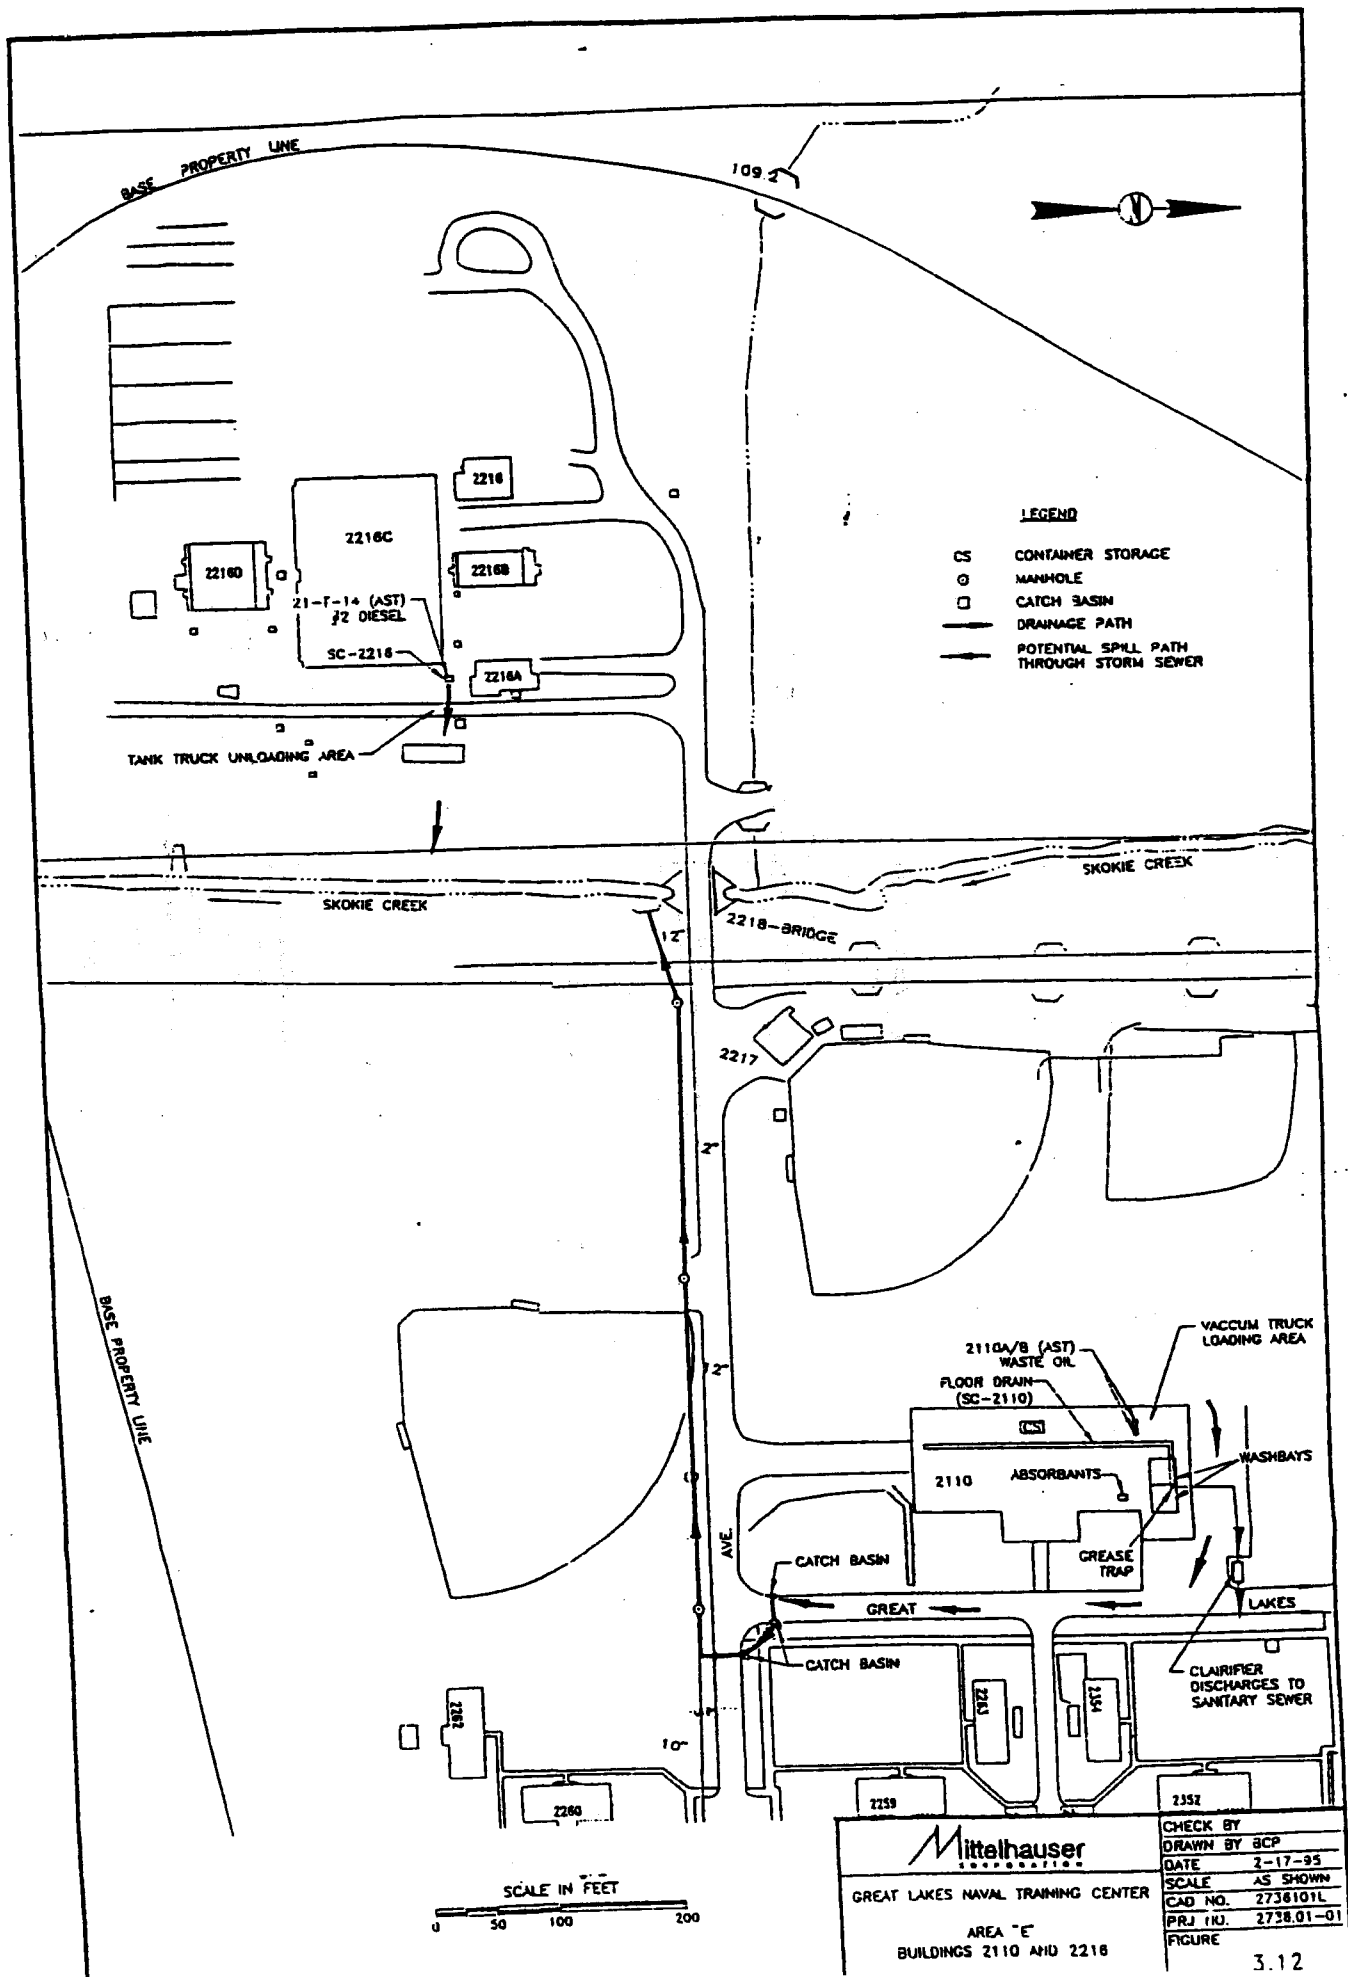 BASE PROPERTY LINE
109.2
N
2216
2216C
2216D
2216B
21-T-14 (AST)
#2 DIESEL
SC-2216
2216A
TANK TRUCK UNLOADING AREA
LEGEND
CS CONTAINER STORAGE
MANHOLE
CATCH BASIN
DRAINAGE PATH
POTENTIAL SPILL PATH
THROUGH STORM SEWER
SKOKIE CREEK
SKOKIE CREEK
12"
2218-BRIDGE
2217
2"
BASE PROPERTY LINE
12"
VACCUM TRUCK
LOADING AREA
2110A/B (AST)
WASTE OIL
FLOOR DRAIN
(SC-2110)
CS
2110
ABSORBANTS
WASHBAYS
GREASE
TRAP
AVE.
CATCH BASIN
GREAT
LAKES
CATCH BASIN
CLAIRIFIER
DISCHARGES TO
SANITARY SEWER
2262
2263
2354
10"
2260
2259
2352
SCALE IN FEET
0 50 100 200
Mittelhauser
CORPORATION
GREAT LAKES NAVAL TRAINING CENTER
AREA "E"
BUILDINGS 2110 AND 2216
CHECK BY
DRAWN BY BCP
DATE 2-17-95
SCALE AS SHOWN
CAD NO. 2736101L
PRJ NO. 2738.01-01
FIGURE
3.12